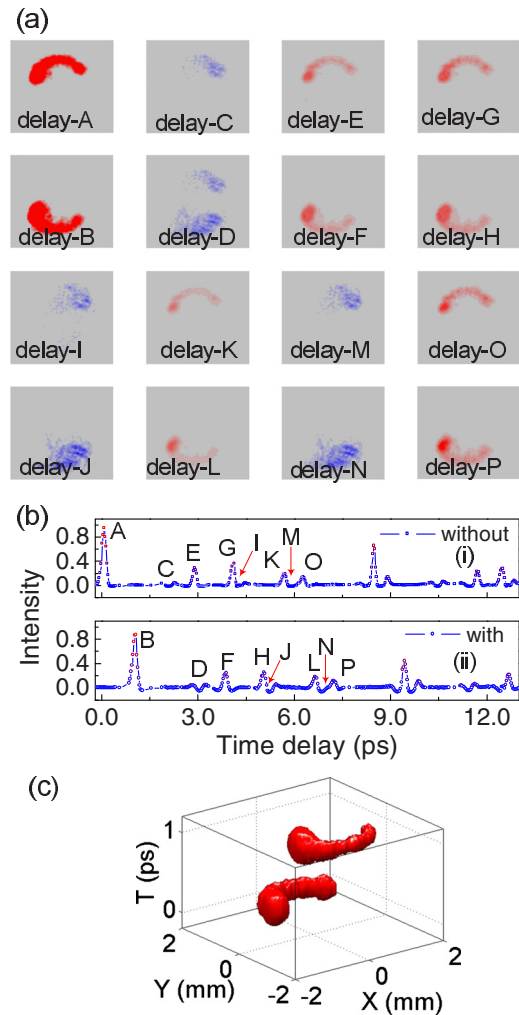 (a)
delay-A delay-C delay-E delay-G
delay-B delay-D delay-F delay-H
delay-I delay-K delay-M delay-O
delay-J delay-L delay-N delay-P
(b)
0.8 A without
0.4 C E G I K M O (i)
0.0
Intensity
0.8 B with
0.4 D F H J L N P (ii)
0.0
0.0 3.0 6.0 9.0 12.0
Time delay (ps)
(c)
T (ps)
1
0
2 0 -2
Y (mm)
-2 0 2
X (mm)